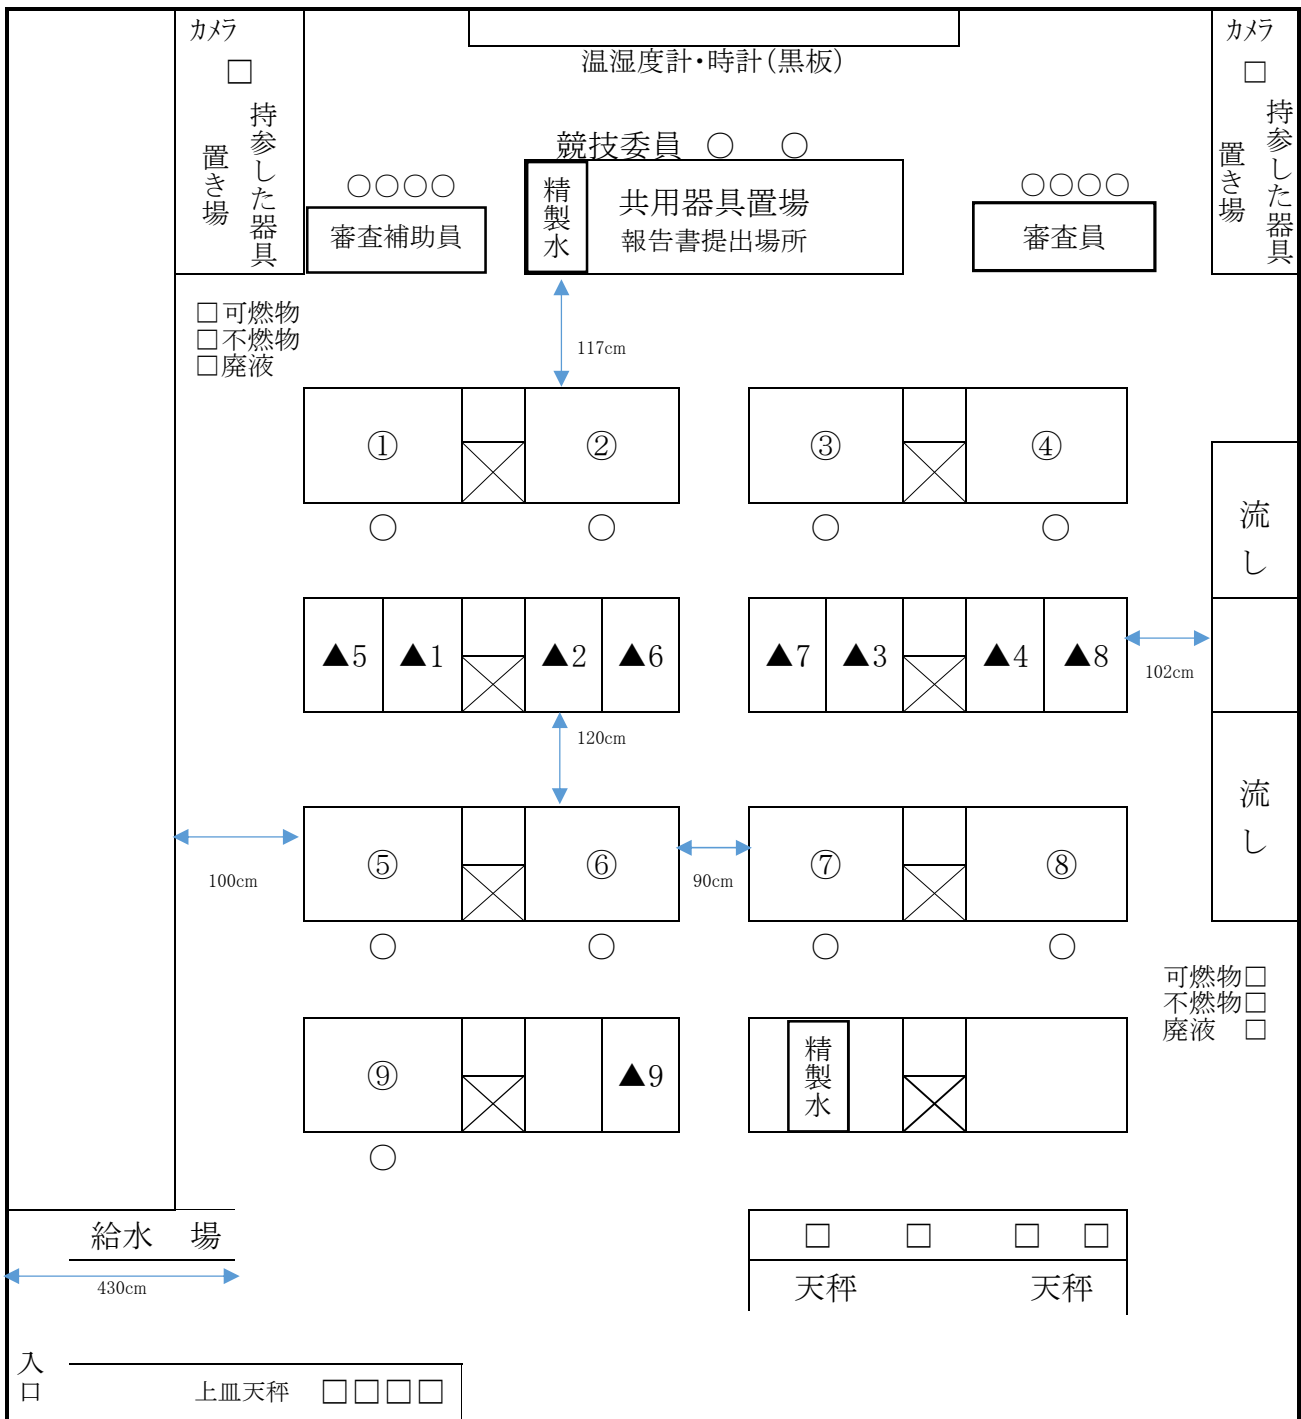 カメラ
□
持参した器具
置き場
温湿度計・時計（黒板）
カメラ
□
持参した器具
置き場
競技委員 ○ ○
○○○○
審査補助員
精製水
共用器具置場
報告書提出場所
○○○○
審査員
□可燃物
□不燃物
□廃液
117cm
① ② ③ ④
○ ○ ○ ○
流し
▲5 ▲1 ▲2 ▲6 ▲7 ▲3 ▲4 ▲8
102cm
120cm
流し
⑤ ⑥ ⑦ ⑧
100cm
90cm
○ ○ ○ ○
可燃物□
不燃物□
廃液 □
⑨ ▲9
精製水
○
給水 場
430cm
□ □ □ □
天秤 天秤
入口
上皿天秤 □□□□